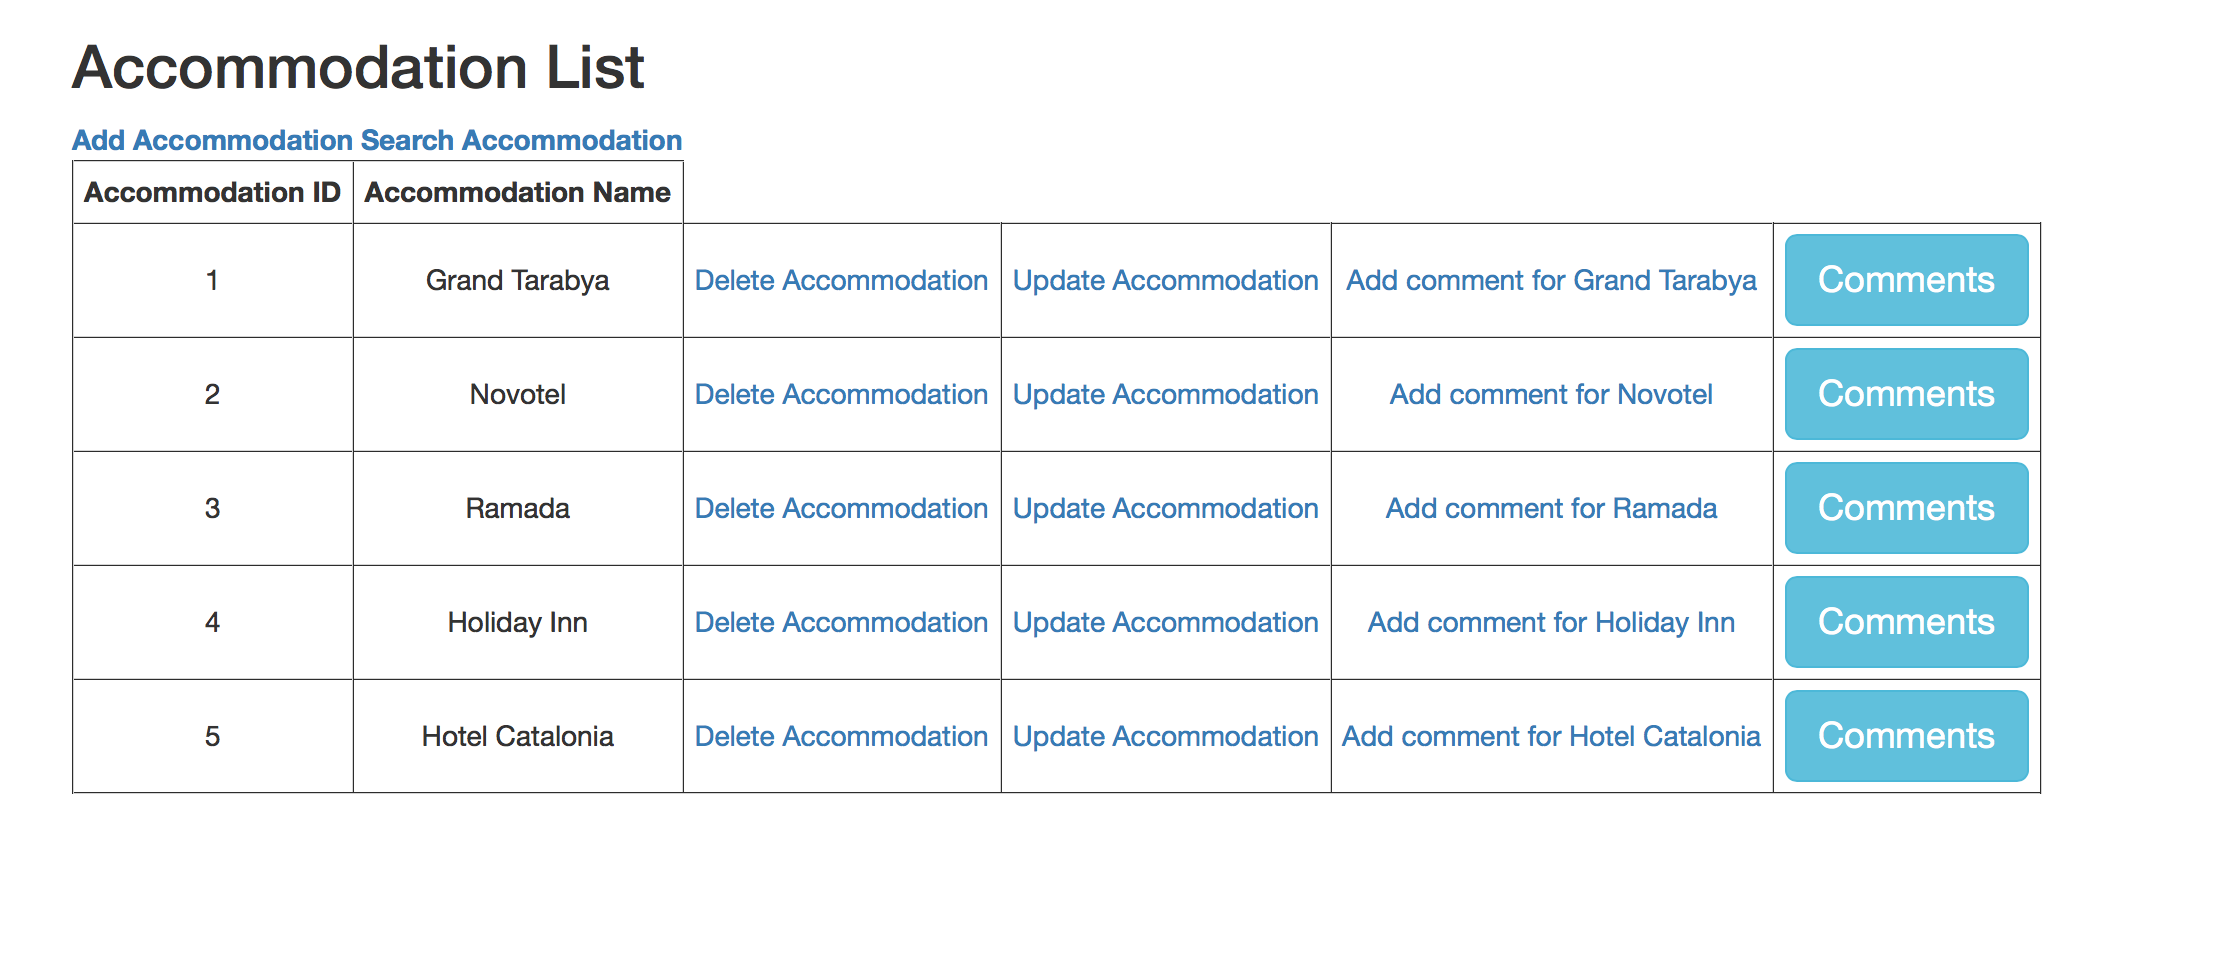 Accommodation List
Add Accommodation Search Accommodation
Accommodation ID Accommodation Name
1 Grand Tarabya Delete Accommodation Update Accommodation Add comment for Grand Tarabya Comments
2 Novotel Delete Accommodation Update Accommodation Add comment for Novotel Comments
3 Ramada Delete Accommodation Update Accommodation Add comment for Ramada Comments
4 Holiday Inn Delete Accommodation Update Accommodation Add comment for Holiday Inn Comments
5 Hotel Catalonia Delete Accommodation Update Accommodation Add comment for Hotel Catalonia Comments